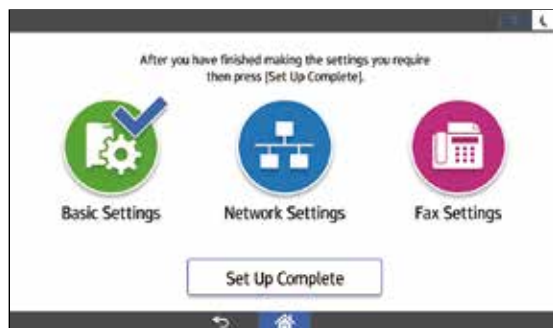 After you have finished making the settings you require
then press [Set Up Complete].
Basic Settings
Network Settings
Fax Settings
Set Up Complete